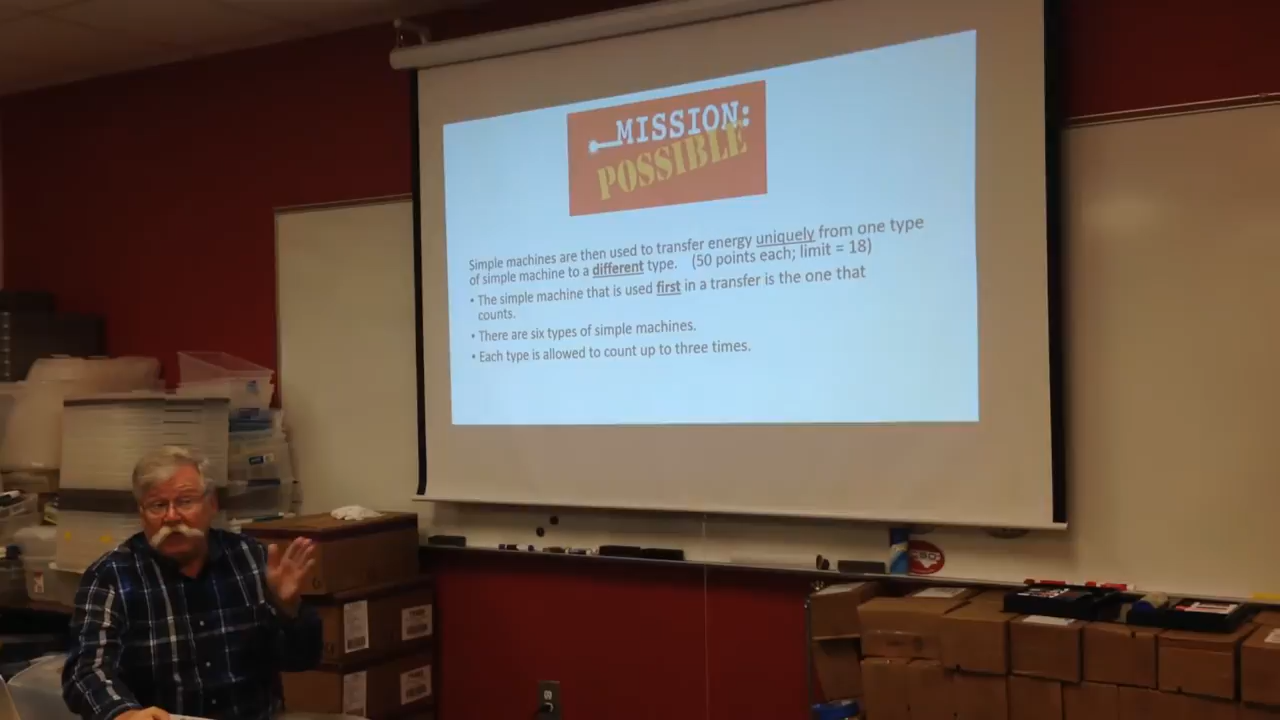 MISSION:
POSSIBLE
Simple machines are then used to transfer energy uniquely from one type
of simple machine to a different type. (50 points each; limit = 18)
• The simple machine that is used first in a transfer is the one that
counts.
• There are six types of simple machines.
• Each type is allowed to count up to three times.